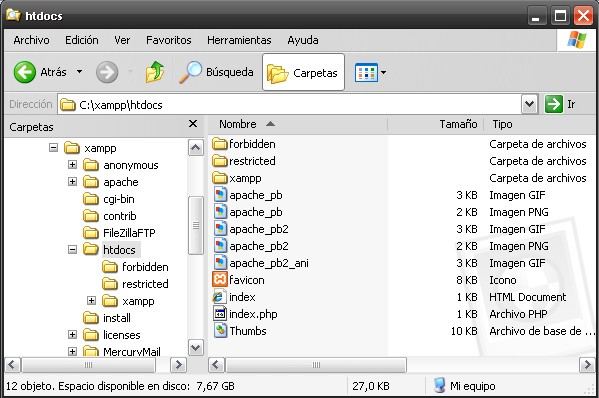 htdocs
Archivo Edición Ver Favoritos Herramientas Ayuda
Atrás Búsqueda Carpetas
Dirección C:\xampp\htdocs Ir
Carpetas
xampp
anonymous
apache
cgi-bin
contrib
FileZillaFTP
htdocs
forbidden
restricted
xampp
install
licenses
MercuryMail
Nombre Tamaño Tipo
forbidden Carpeta de archivos
restricted Carpeta de archivos
xampp Carpeta de archivos
apache_pb 3 KB Imagen GIF
apache_pb 2 KB Imagen PNG
apache_pb2 3 KB Imagen GIF
apache_pb2 2 KB Imagen PNG
apache_pb2_ani 3 KB Imagen GIF
favicon 8 KB Icono
index 1 KB HTML Document
index.php 1 KB Archivo PHP
Thumbs 10 KB Archivo de base de ...
12 objeto. Espacio disponible en disco: 7,67 GB 27,0 KB Mi equipo